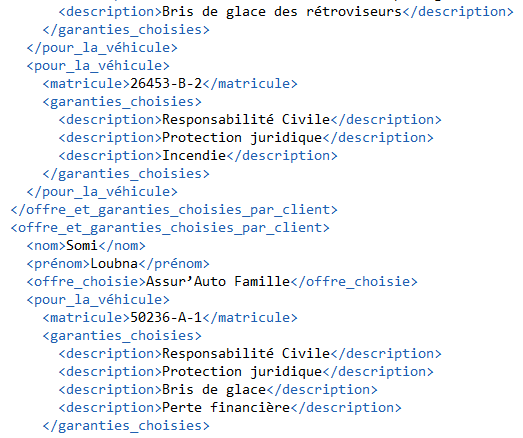 <description>Bris de glace des rétroviseurs</description>
</garanties_choisies>
</pour_la_véhicule>
<pour_la_véhicule>
<matricule>26453-B-2</matricule>
<garanties_choisies>
<description>Responsabilité Civile</description>
<description>Protection juridique</description>
<description>Incendie</description>
</garanties_choisies>
</pour_la_véhicule>
</offre_et_garanties_choisies_par_client>
<offre_et_garanties_choisies_par_client>
<nom>Somi</nom>
<prénom>Loubna</prénom>
<offre_choisie>Assur’Auto Famille</offre_choisie>
<pour_la_véhicule>
<matricule>50236-A-1</matricule>
<garanties_choisies>
<description>Responsabilité Civile</description>
<description>Protection juridique</description>
<description>Bris de glace</description>
<description>Perte financière</description>
</garanties_choisies>